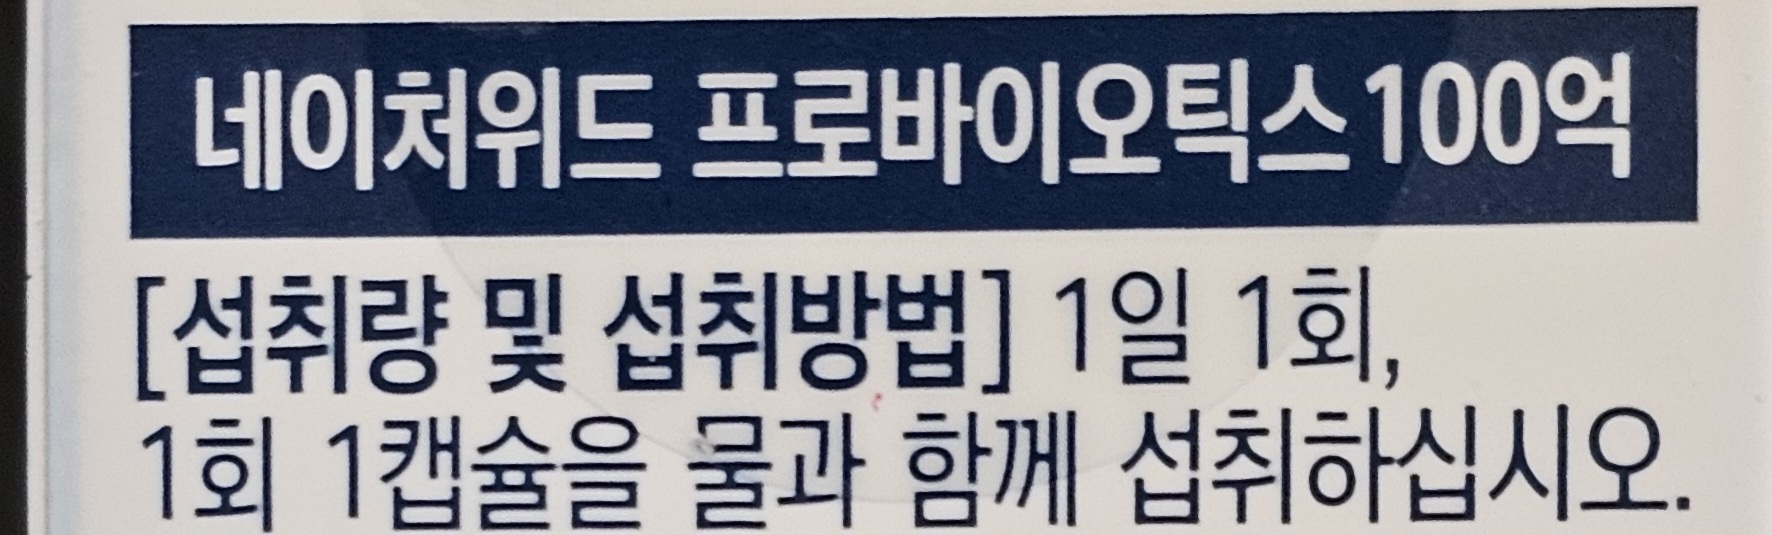 네이처위드 프로바이오틱스100억
[섭취량 및 섭취방법] 1일 1회,
1회 1캡슐을 물과 함께 섭취하십시오.